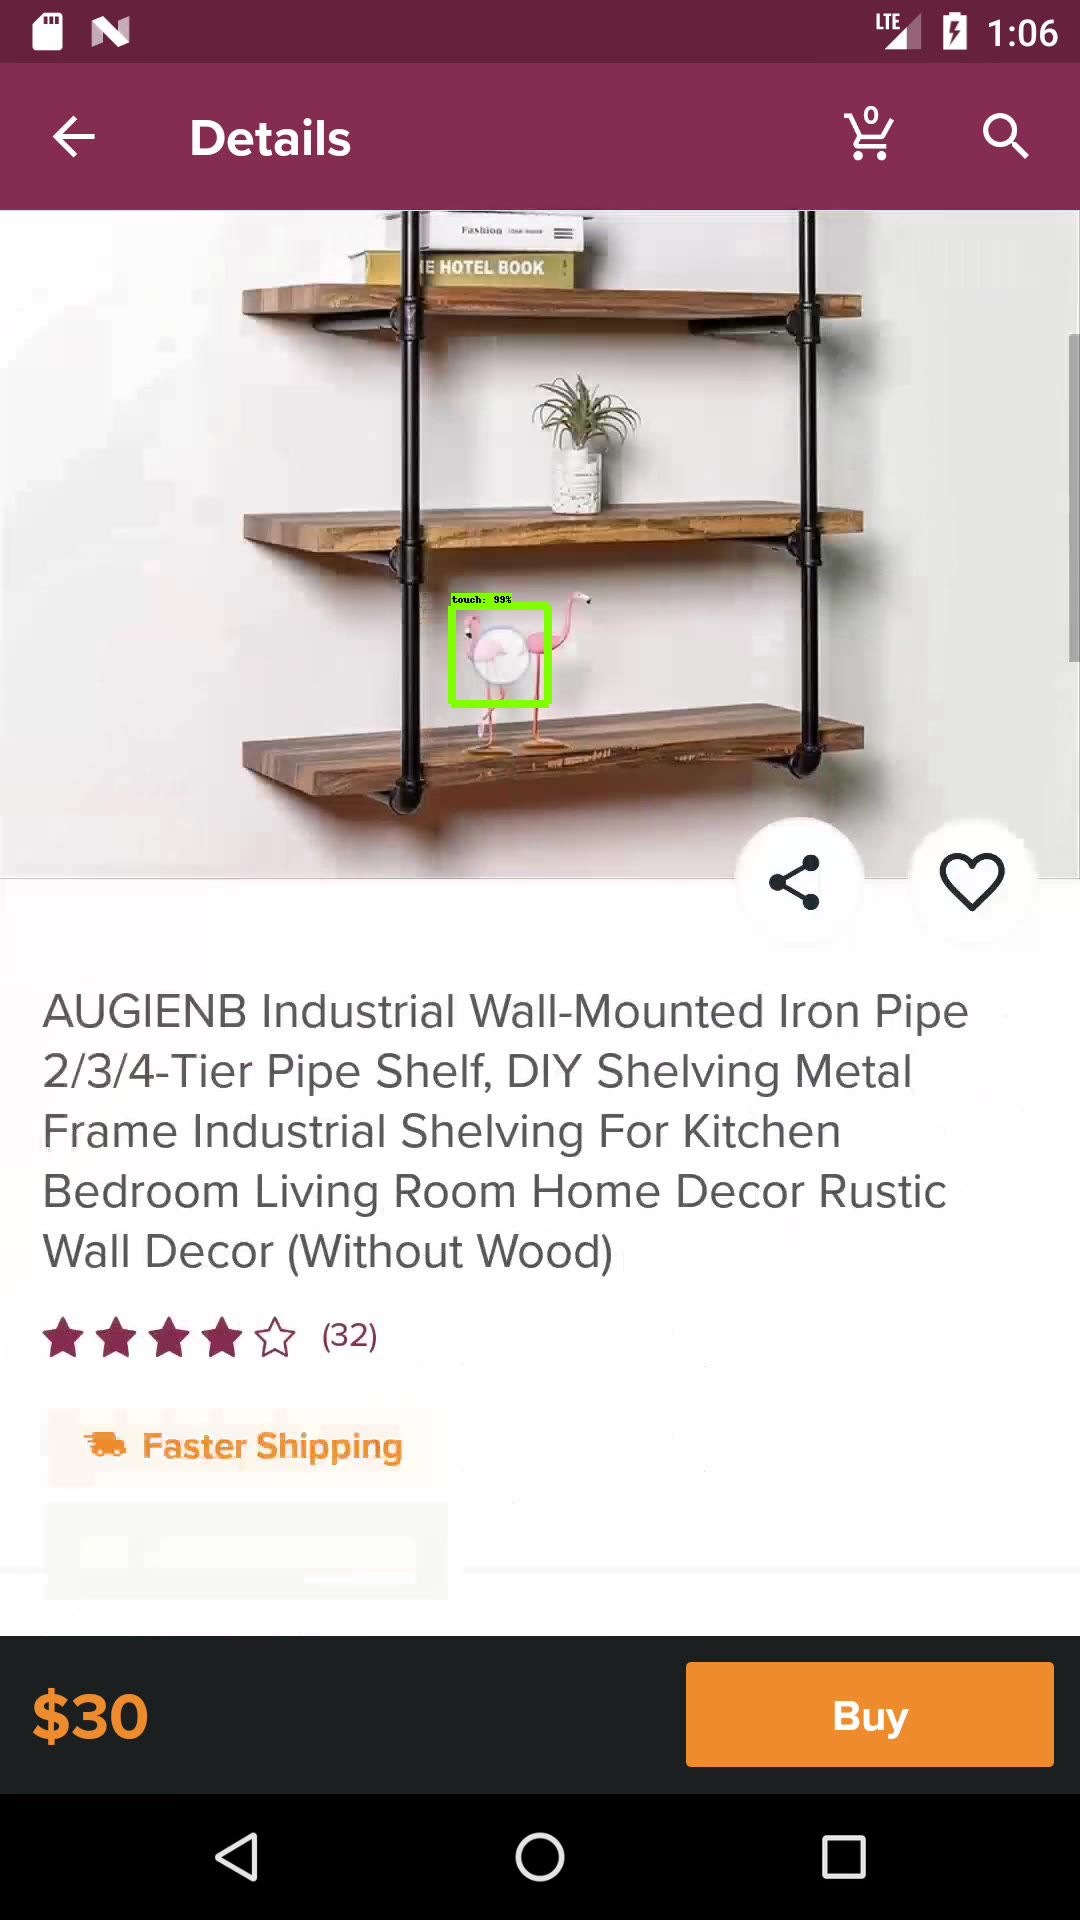 LTE 1:06
Details 0
Fashion
E HOTEL BOOK
touch: 99%
AUGIENB Industrial Wall-Mounted Iron Pipe
2/3/4-Tier Pipe Shelf, DIY Shelving Metal
Frame Industrial Shelving For Kitchen
Bedroom Living Room Home Decor Rustic
Wall Decor (Without Wood)
(32)
Faster Shipping
$30 Buy